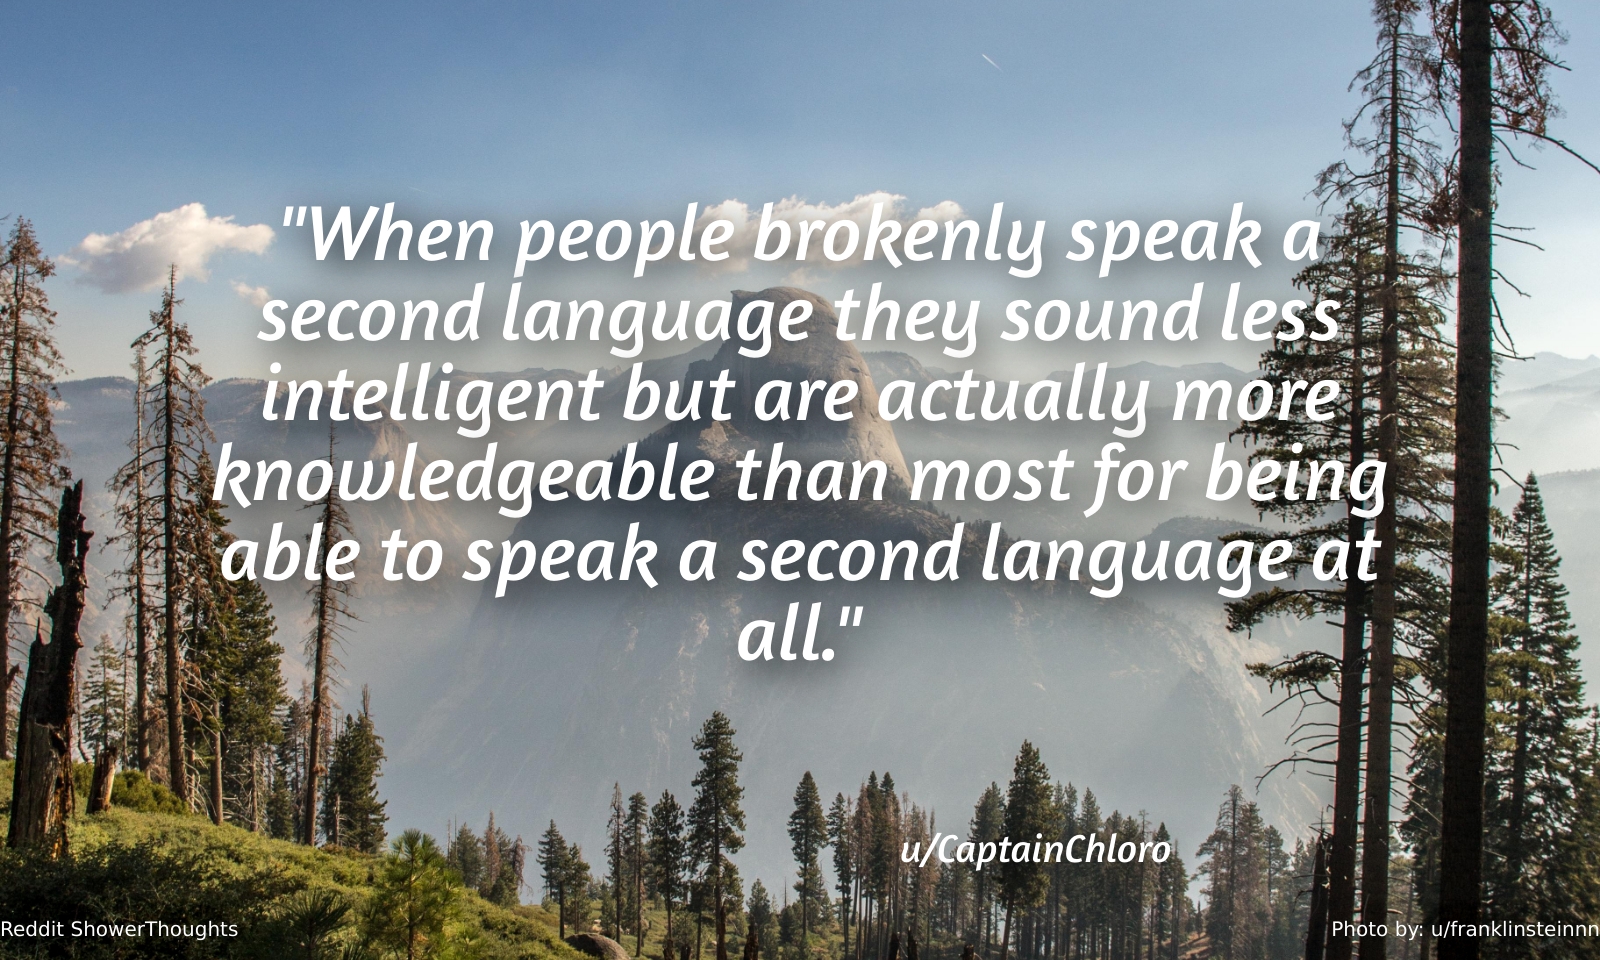 "When people brokenly speak a
second language they sound less
intelligent but are actually more
knowledgeable than most for being
able to speak a second language at
all."
u/CaptainChloro
Reddit ShowerThoughts
Photo by: u/franklinsteinnn